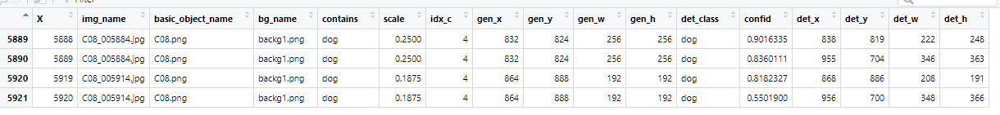 X img_name basic_object_name bg_name contains scale idx_c gen_x gen_y gen_w gen_h det_class confid det_x det_y det_w det_h
5889 5888 C08_005884.jpg C08.png backg1.png dog 0.2500 4 832 824 256 256 dog 0.9016335 838 819 222 248
5890 5889 C08_005884.jpg C08.png backg1.png dog 0.2500 4 832 824 256 256 dog 0.8360111 955 704 346 363
5920 5919 C08_005914.jpg C08.png backg1.png dog 0.1875 4 864 888 192 192 dog 0.8182327 868 886 208 191
5921 5920 C08_005914.jpg C08.png backg1.png dog 0.1875 4 864 888 192 192 dog 0.5501900 956 700 348 366